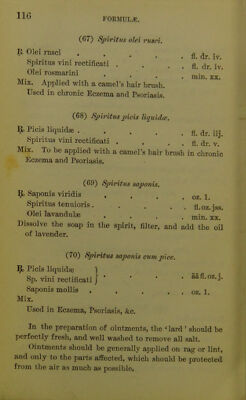 116 FORMULÆ.
(67) Spiritus olei rusci.
℞ Olei rusci . . . . . fl. dr. iv.
Spiritus vini rectificati . . . . fl. dr. iv.
Olei rosmarini . . . . . min. xx.
Mix. Applied with a camel's hair brush.
Used in chronic Eczema and Psoriasis.
(68) Spiritus picis liquidæ.
℞ Picis liquidæ . . . . . fl. dr. iij.
Spiritus vini rectificati . . . . fl. dr. v.
Mix. To be applied with a camel's hair brush in chronic
Eczema and Psoriasis.
(69) Spiritus saponis.
℞ Saponis viridis . . . . . oz. 1.
Spiritus tenuioris . . . . . fl. oz. jss.
Olei lavandulæ . . . . . min. xx.
Dissolve the soap in the spirit, filter, and add the oil
of lavender.
(70) Spiritus saponis cum pice.
℞ Picis liquidæ }
Sp. vini rectificati } . . . . āā fl. oz. j.
Saponis mollis . . . . . oz. 1.
Mix.
Used in Eczema, Psoriasis, &c.
In the preparation of ointments, the 'lard' should be
perfectly fresh, and well washed to remove all salt.
Ointments should be generally applied on rag or lint,
and only to the parts affected, which should be protected
from the air as much as possible.